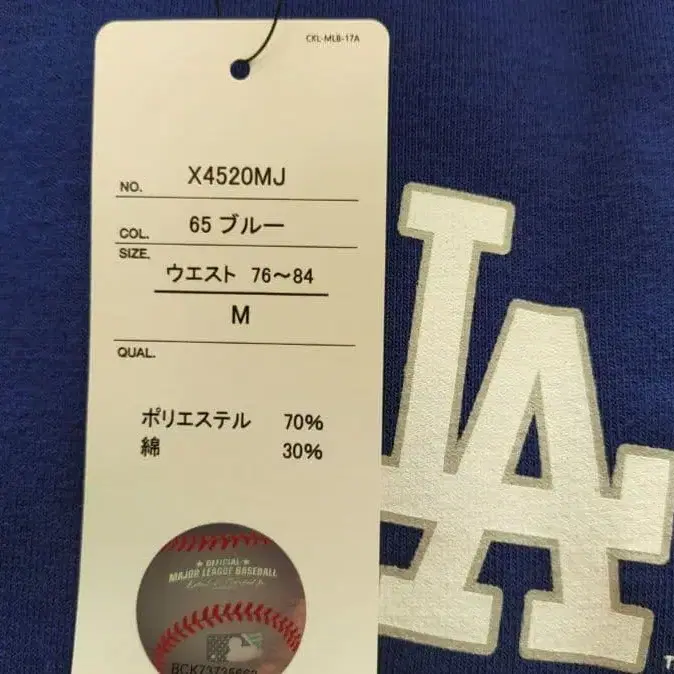 CKL-MLB-17A
NO. X4520MJ
COL. 65 ブルー
SIZE.
ウエスト 76～84
M
QUAL.
ポリエステル 70%
綿 30%
OFFICIAL
MAJOR LEAGUE BASEBALL
LA